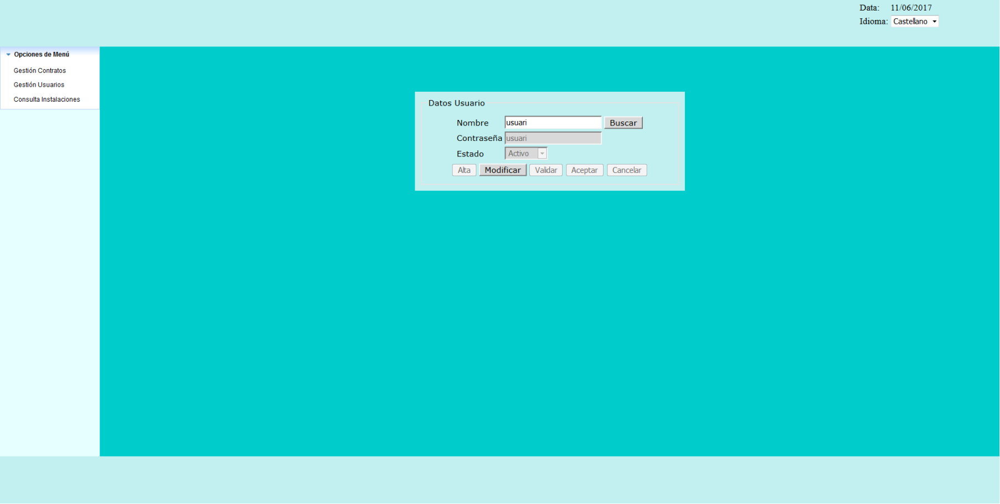 Data: 11/06/2017
Idioma: Castellano
Opciones de Menú
Gestión Contratos
Gestión Usuarios
Consulta Instalaciones
Datos Usuario
Nombre usuari Buscar
Contraseña usuari
Estado Activo
Alta Modificar Validar Aceptar Cancelar